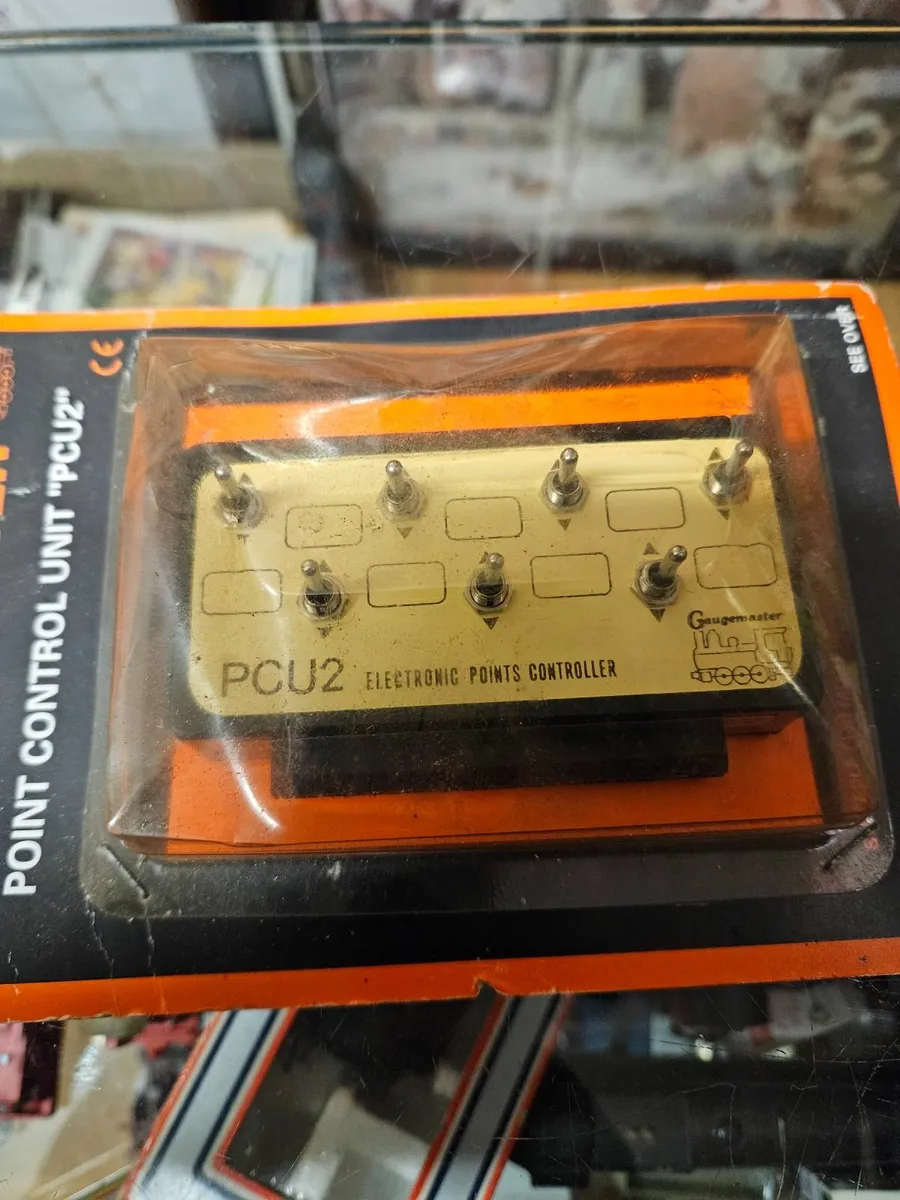 POINT CONTROL UNIT "PCU2"
CE
SEE OVER
Gaugemaster
PCU2 ELECTRONIC POINTS CONTROLLER